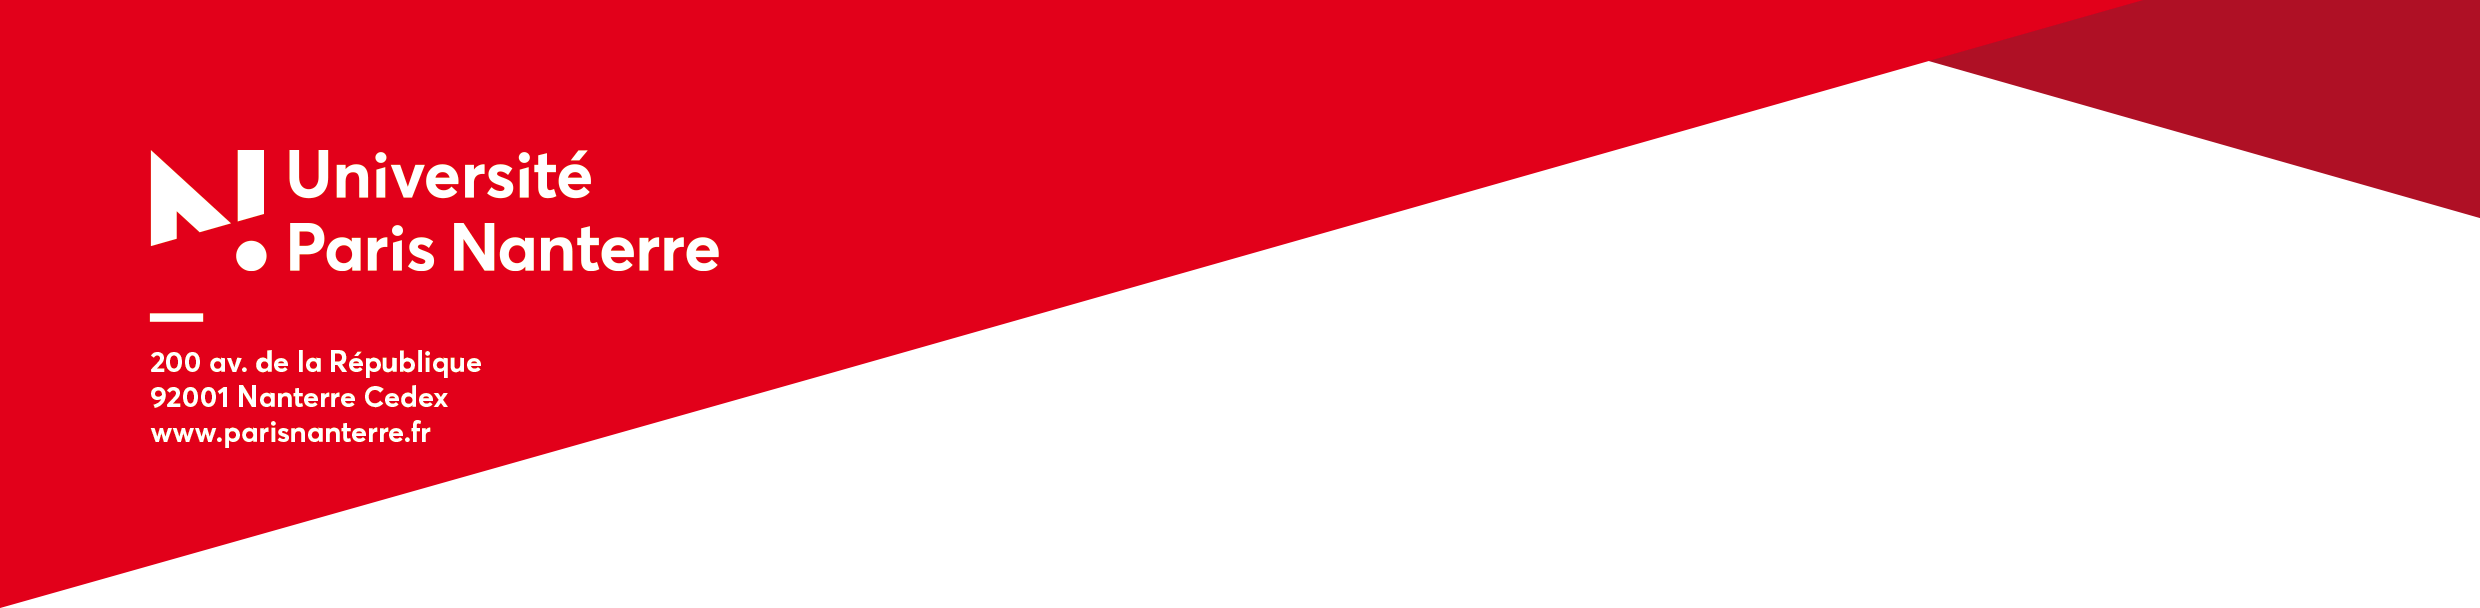 Université
Paris Nanterre
200 av. de la République
92001 Nanterre Cedex
www.parisnanterre.fr